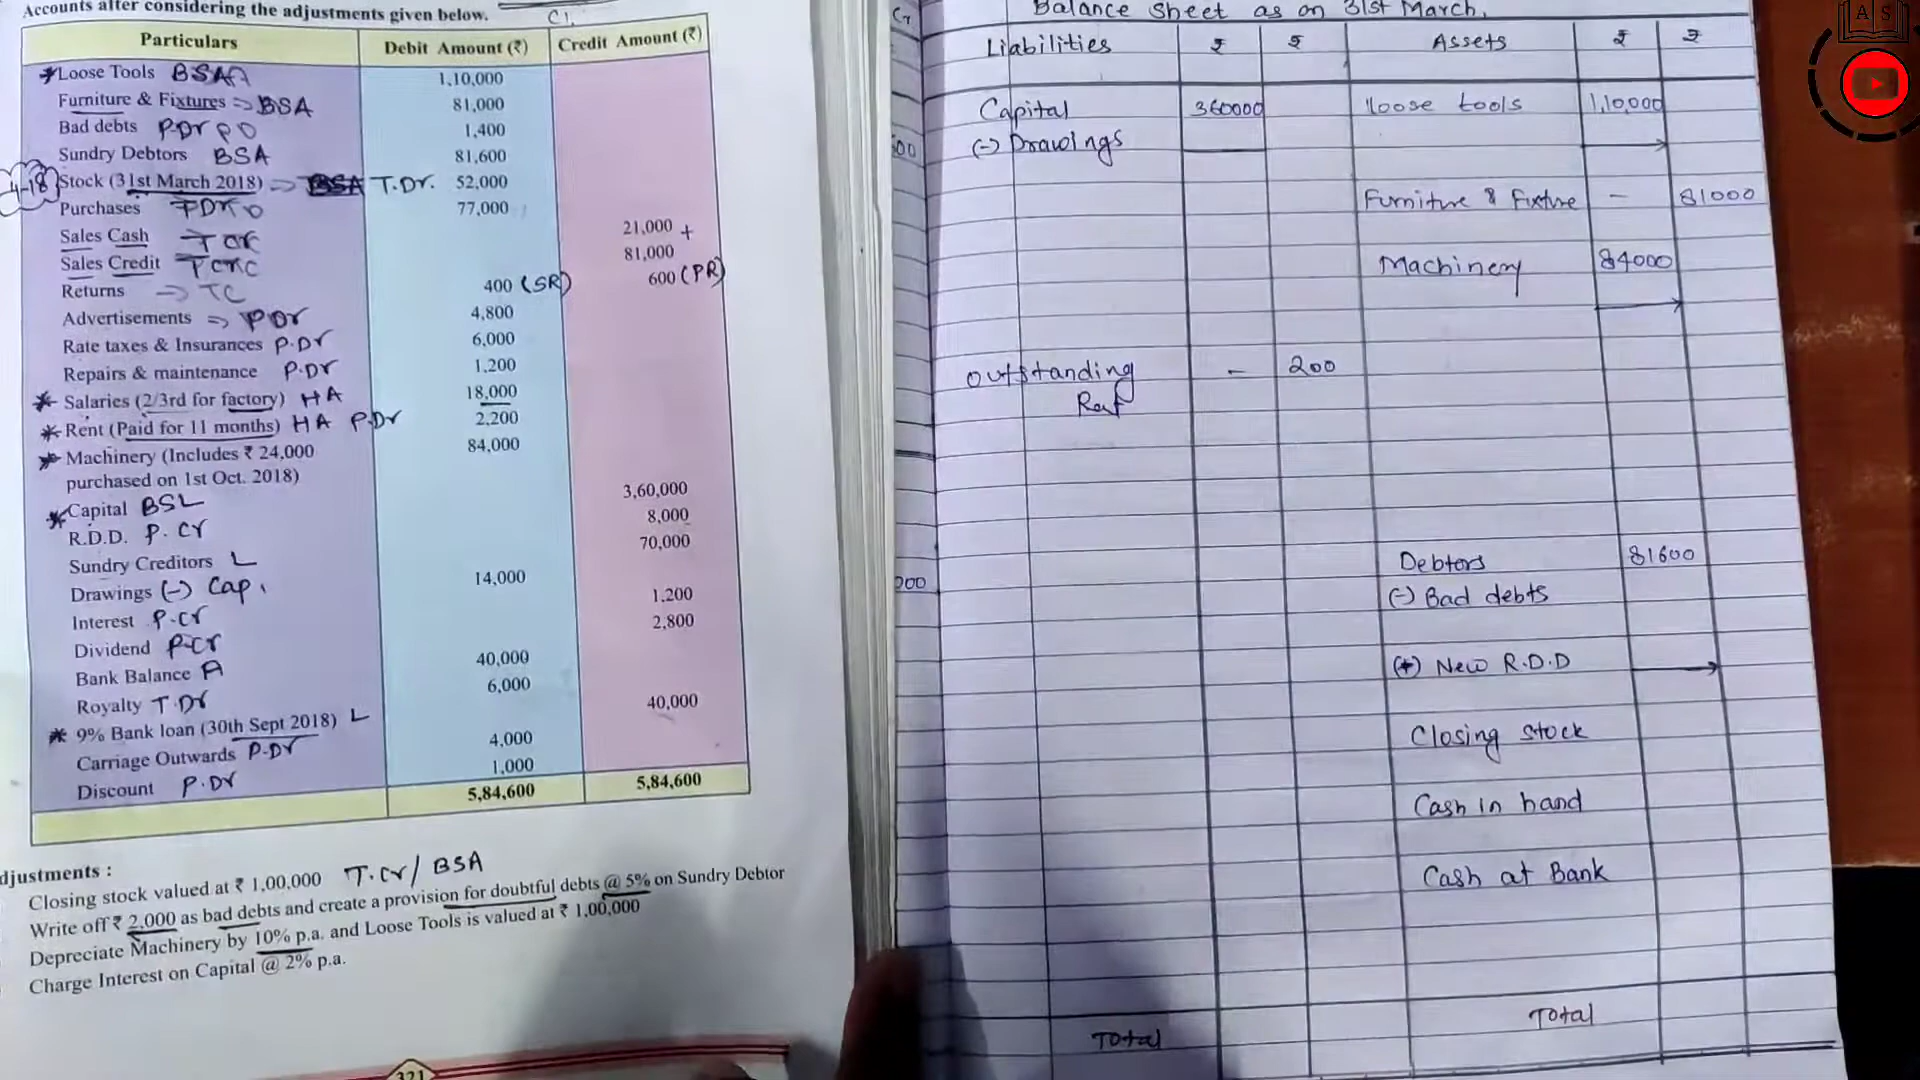 Accounts after considering the adjustments given below.
Particulars Debit Amount (₹) Credit Amount (₹)
Loose Tools BSA 1,10,000
Furniture & Fixtures => BSA 81,000
Bad debts P.Dr 1,400
Sundry Debtors BSA 81,600
4-18 Stock (31st March 2018) T.Dr. 52,000
Purchases 77,000
Sales Cash 21,000 +
Sales Credit 81,000
Returns 400 (SR) 600 (PR)
Advertisements => 4,800
Rate taxes & Insurances P.Dr 6,000
Repairs & maintenance P.Dr 1,200
Salaries (2/3rd for factory) HA 18,000
Rent (Paid for 11 months) HA P.Dr 2,200
Machinery (Includes ₹ 24,000 84,000
purchased on 1st Oct. 2018)
Capital BSL 3,60,000
R.D.D. P. Cr 8,000
Sundry Creditors L 70,000
Drawings (-) Cap. 14,000
Interest P-Cr 1,200
Dividend P-Cr 2,800
Bank Balance A 40,000
Royalty T.Dr 6,000
9% Bank loan (30th Sept 2018) L 40,000
Carriage Outwards P-Dr 4,000
Discount P.Dr 1,000
5,84,600 5,84,600
djustments :
Closing stock valued at ₹ 1,00,000 T.Cr/ BSA
Write off ₹ 2,000 as bad debts and create a provision for doubtful debts @ 5% on Sundry Debtor
Depreciate Machinery by 10% p.a. and Loose Tools is valued at ₹ 1,00,000
Charge Interest on Capital @ 2% p.a.
321
Cr
Balance Sheet as on 31st March.
Liabilities ₹ ₹ Assets ₹ ₹
Capital 360000 loose tools 1,10,000
(-) Drawings
Furniture & Fixture - 81000
Machinery 84000
Outstanding - 200
Debtors 81600
(-) Bad debts
New R.D.D
Closing stock
Cash in hand
Cash at Bank
Total Total
AS